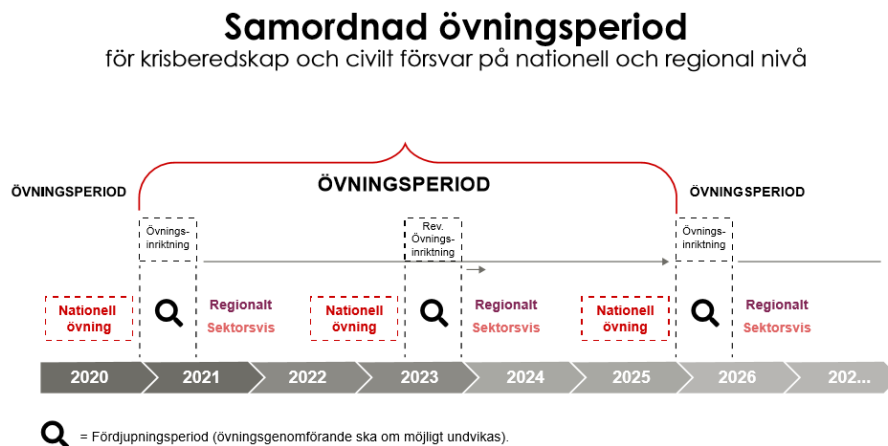 Samordnad övningsperiod
för krisberedskap och civilt försvar på nationell och regional nivå
ÖVNINGSPERIOD
ÖVNINGSPERIOD
ÖVNINGSPERIOD
Övnings-
inriktning
Rev.
Övnings-
inriktning
Övnings-
inriktning
Nationell
övning
Regionalt
Sektorsvis
Nationell
övning
Regionalt
Sektorsvis
Nationell
övning
Regionalt
Sektorsvis
2020 2021 2022 2023 2024 2025 2026 202...
= Fördjupningsperiod (övningsgenomförande ska om möjligt undvikas).